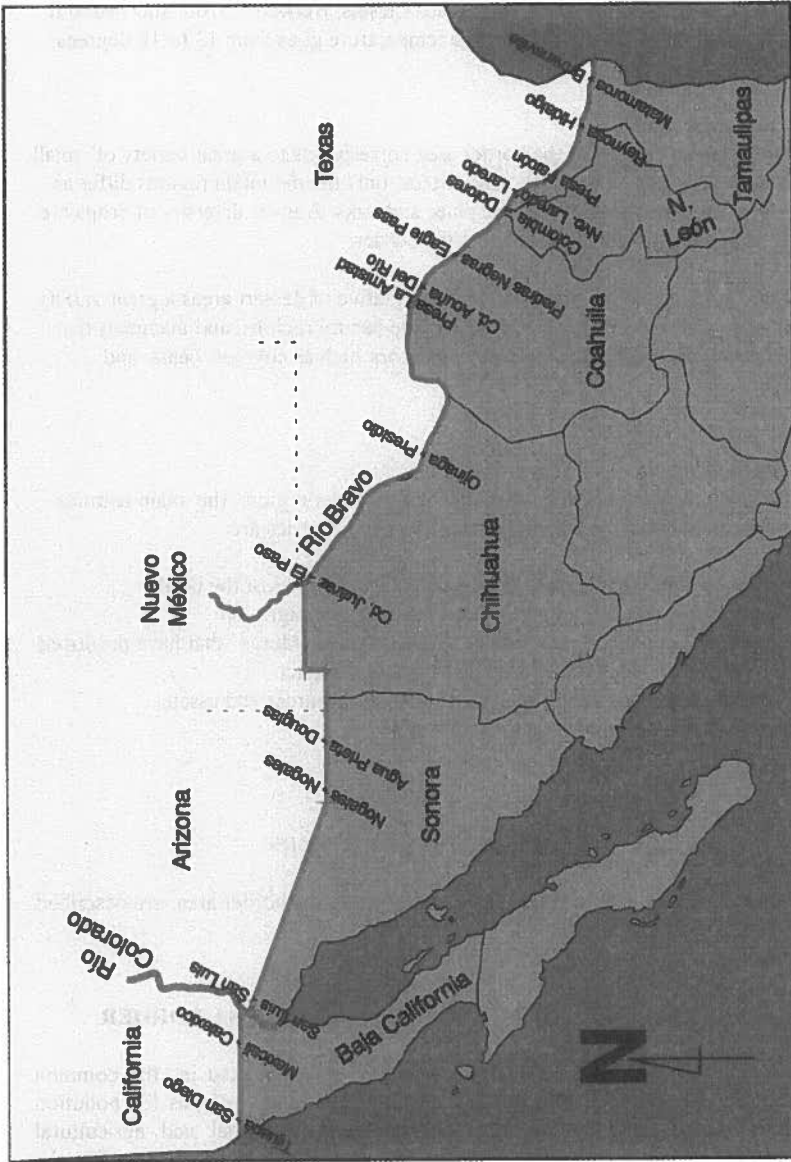 California
Río
Colorado
Arizona
Nuevo
México
Texas
Tijuana - San Diego
Mexicali - Calexico
San Luis - San Luis
Nogales - Nogales
Agua Prieta - Douglas
Cd. Juárez - El Paso
Río Bravo
Ojinaga - Presidio
Presa La Amistad
Cd. Acuña - Del Río
Piedras Negras - Eagle Pass
Colombia - Dolores
Nvo. Laredo - Laredo
Presa Falcón
Reynosa - Hidalgo
Matamoros - Brownsville
Baja California
Sonora
Chihuahua
Coahuila
N.
León
Tamaulipas
N